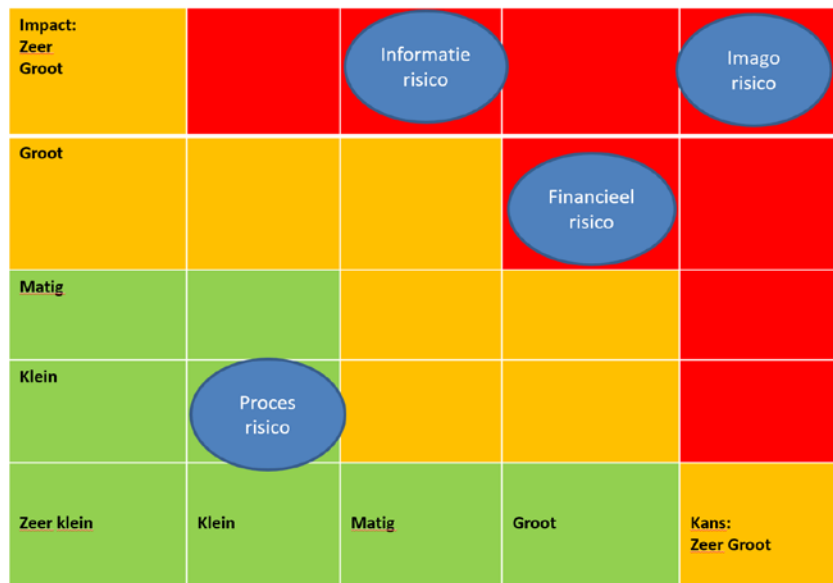 Impact:
Zeer
Groot
Informatie
risico
Imago
risico
Groot
Financieel
risico
Matig
Klein
Proces
risico
Zeer klein
Klein
Matig
Groot
Kans:
Zeer Groot